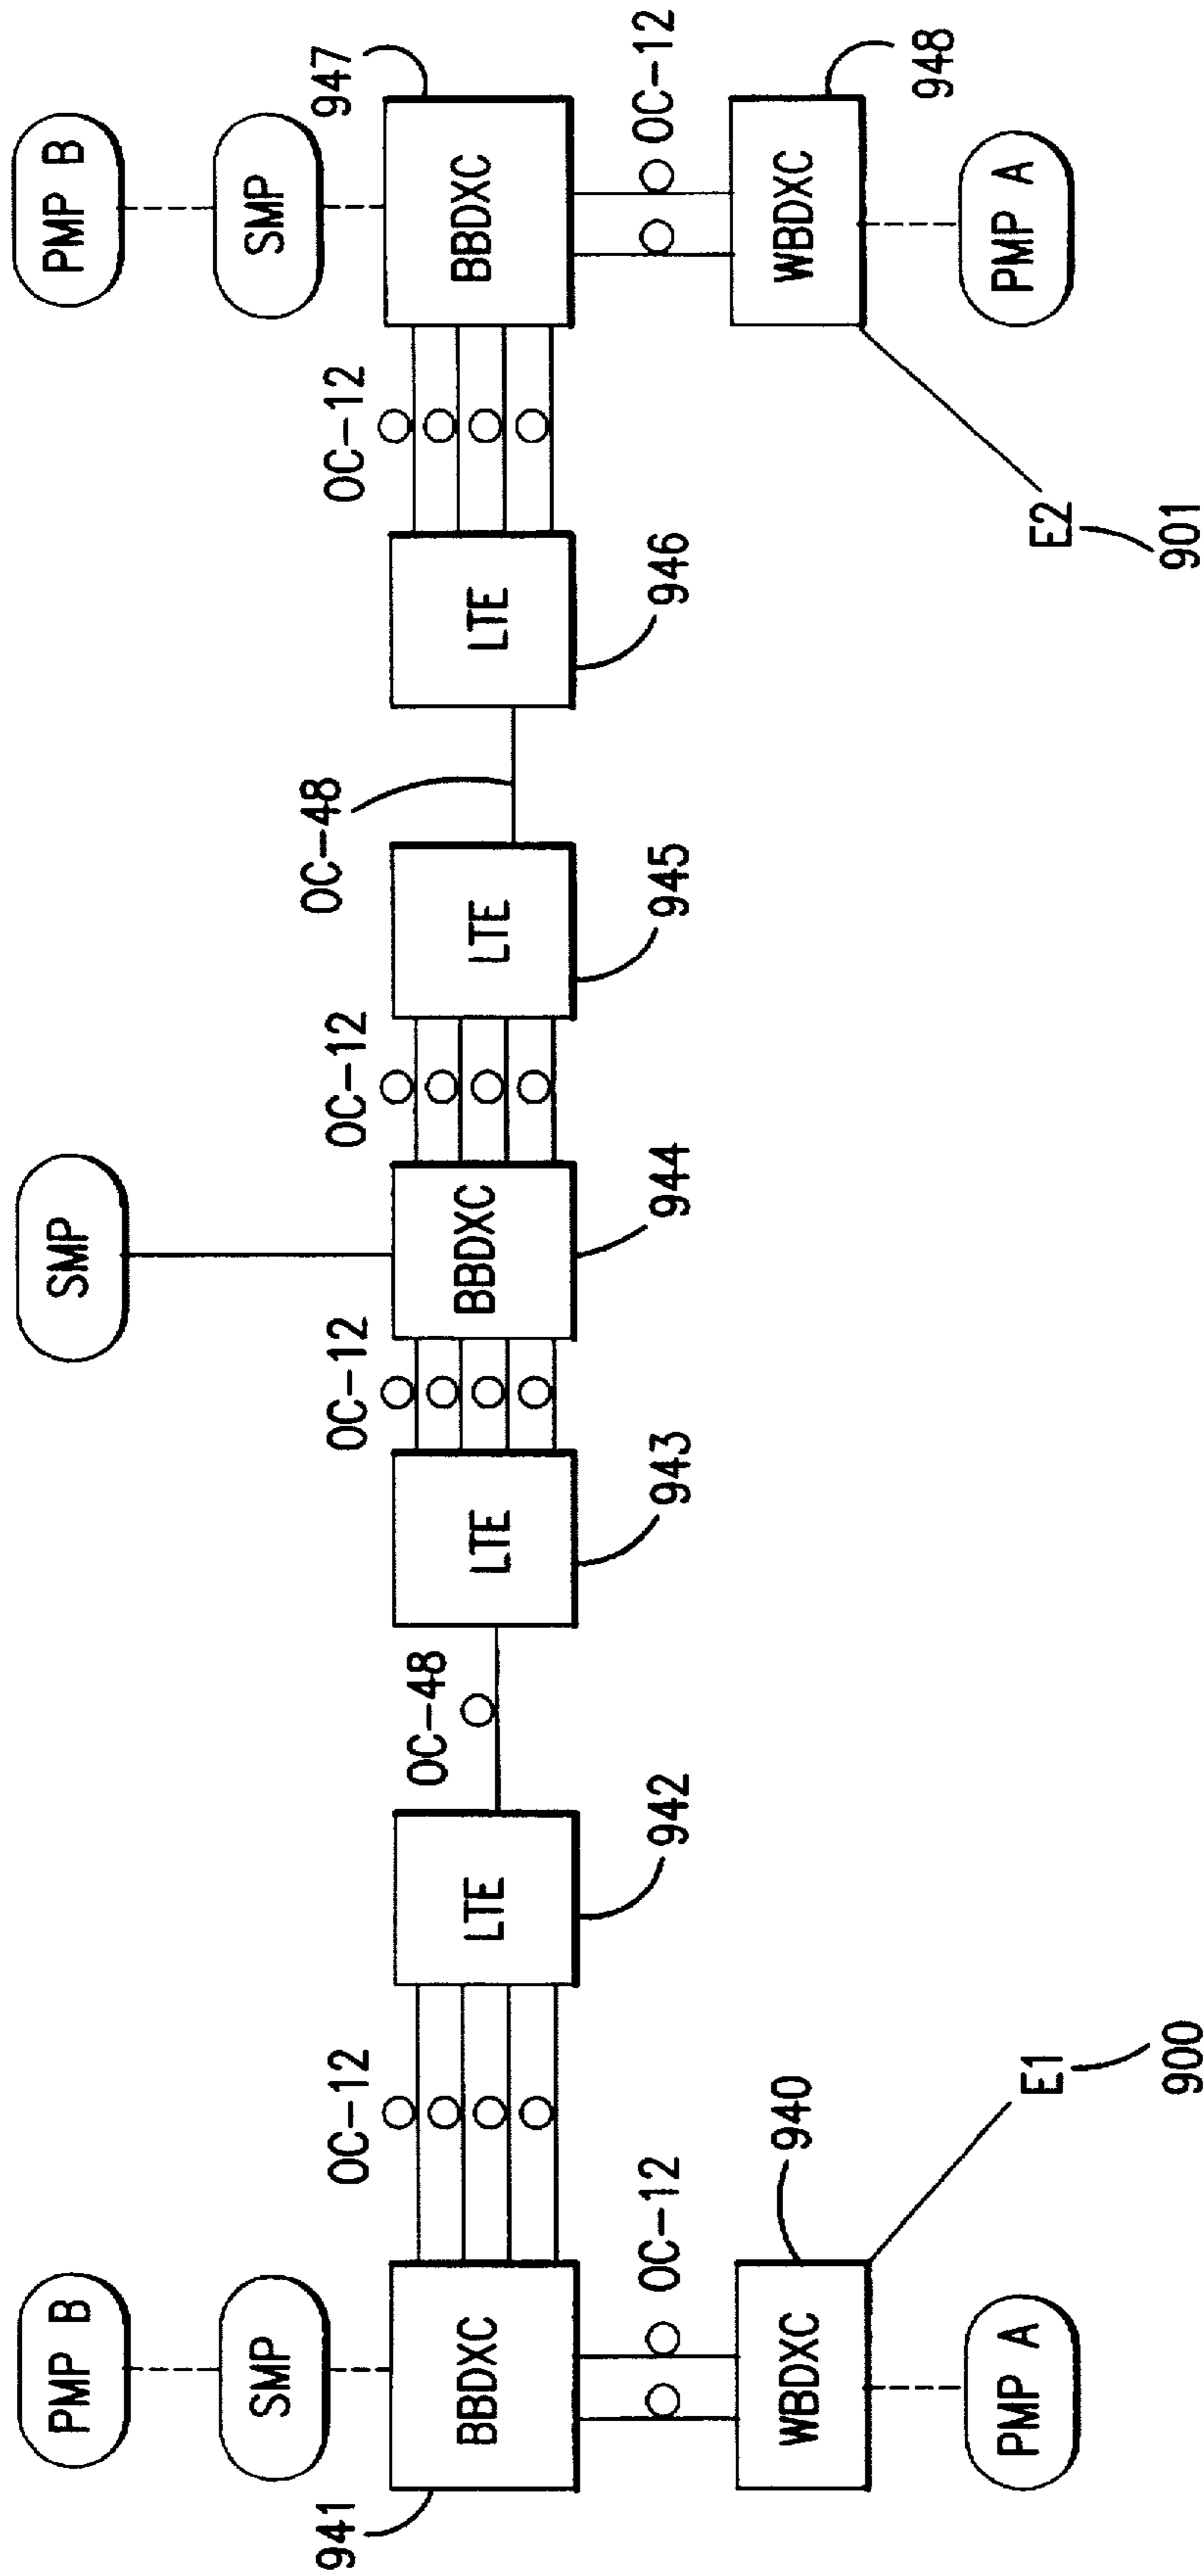 PMP B
SMP
PMP B
SMP
SMP
941
BBDXC
OC-12
LTE
942
OC-48
LTE
943
OC-12
BBDXC
944
OC-12
LTE
945
OC-48
LTE
946
OC-12
BBDXC
947
OC-12
WBDXC
940
E1
900
PMP A
OC-12
WBDXC
948
E2
901
PMP A